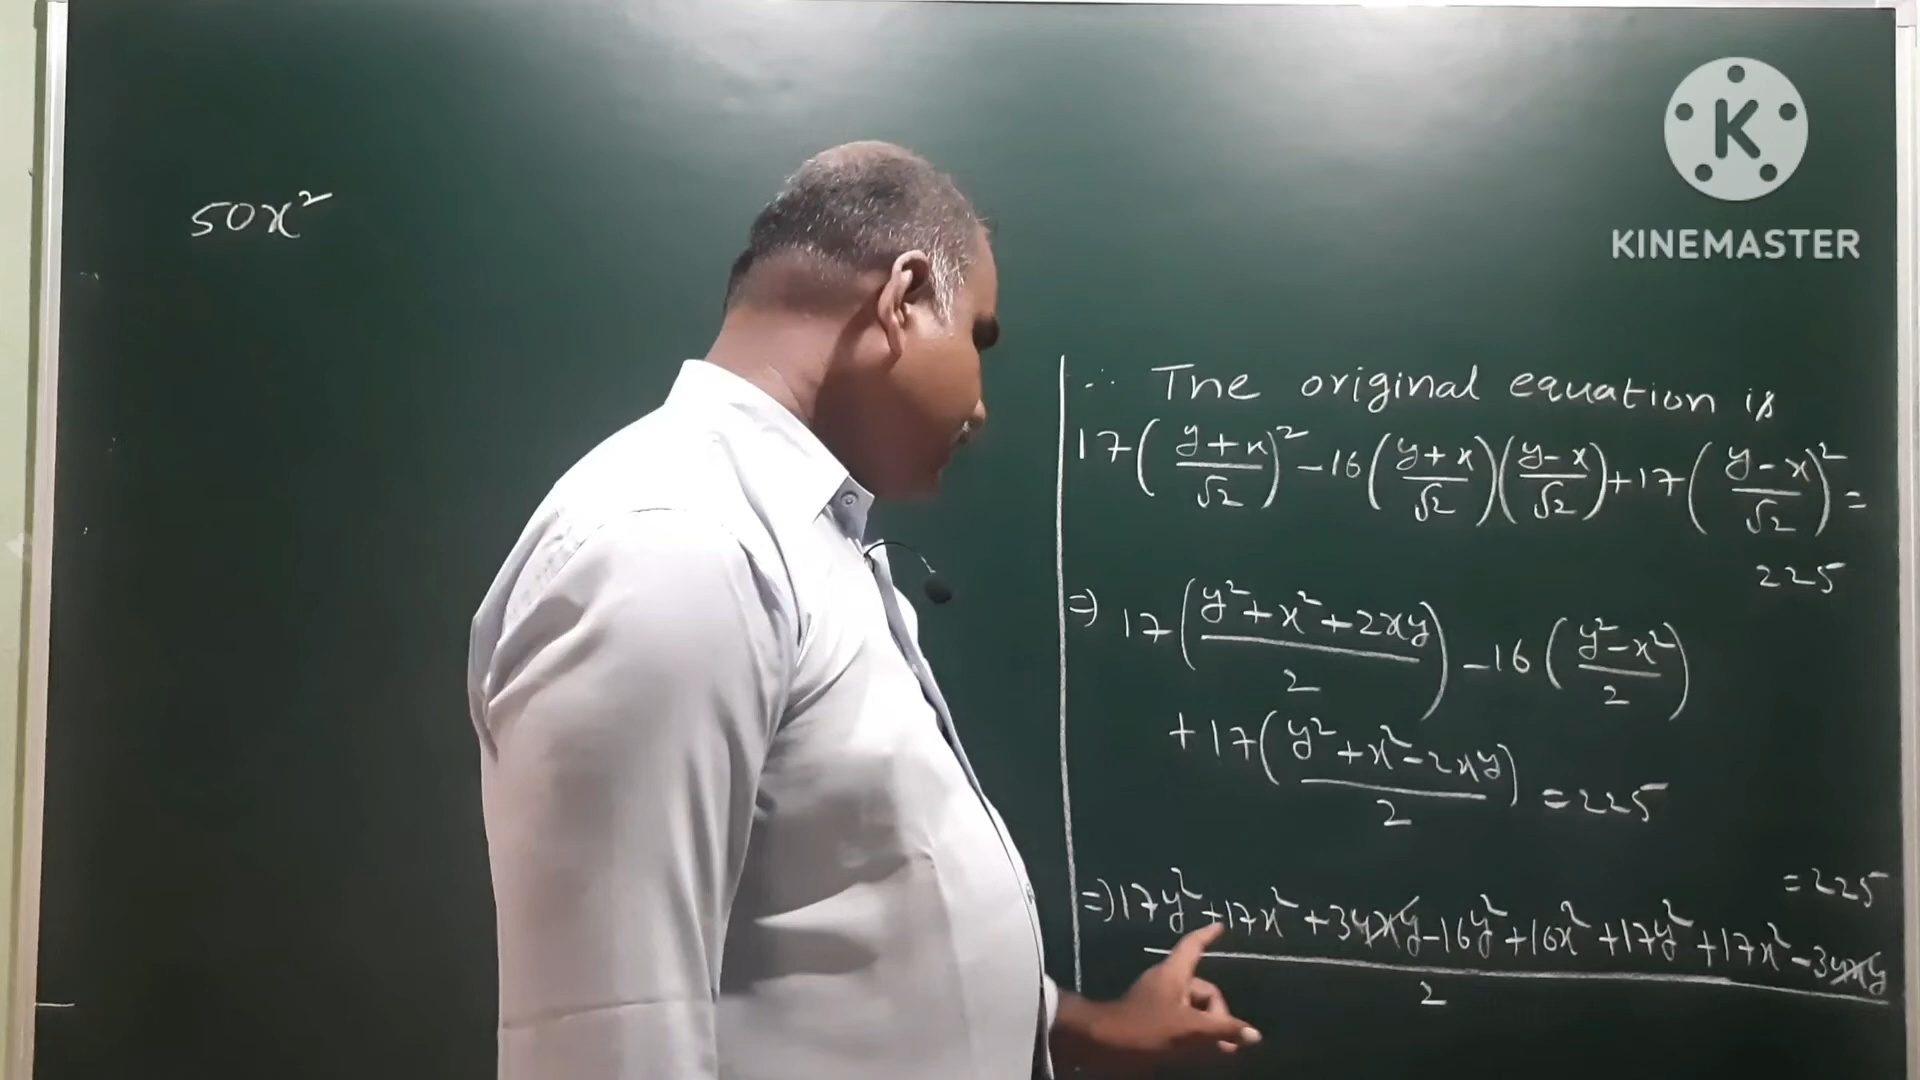 50x²
K
KINEMASTER
∴ The original equation is
17((y+x)/√2)² - 16((y+x)/√2)((y-x)/√2) + 17((y-x)/√2)² =
225
⇒ 17((y²+x²+2xy)/2) - 16((y²-x²)/2)
+ 17((y²+x²-2xy)/2) = 225
= 225
⇒ (17y²+17x²+34xy-16y²+16x²+17y²+17x²-34xy)/2